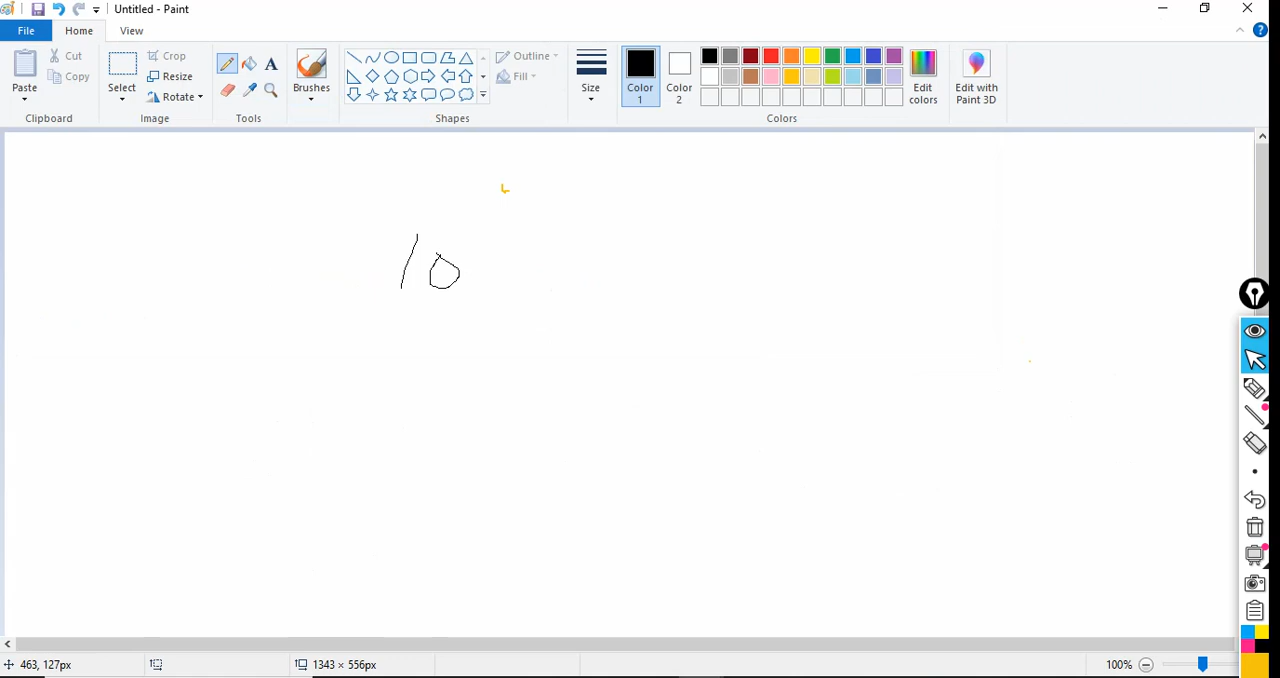 Untitled - Paint
File Home View
Paste
Cut
Copy
Clipboard
Select
Crop
Resize
Rotate
Image
A
Tools
Brushes
Outline
Fill
Shapes
Size
Color 1
Color 2
Edit colors
Colors
Edit with Paint 3D
10
463, 127px
1343 × 556px
100%